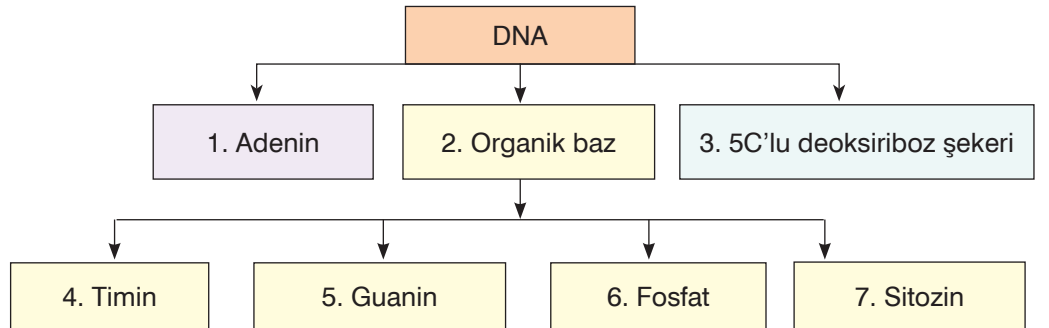 DNA
1. Adenin
2. Organik baz
3. 5C’lu deoksiriboz şekeri
4. Timin
5. Guanin
6. Fosfat
7. Sitozin